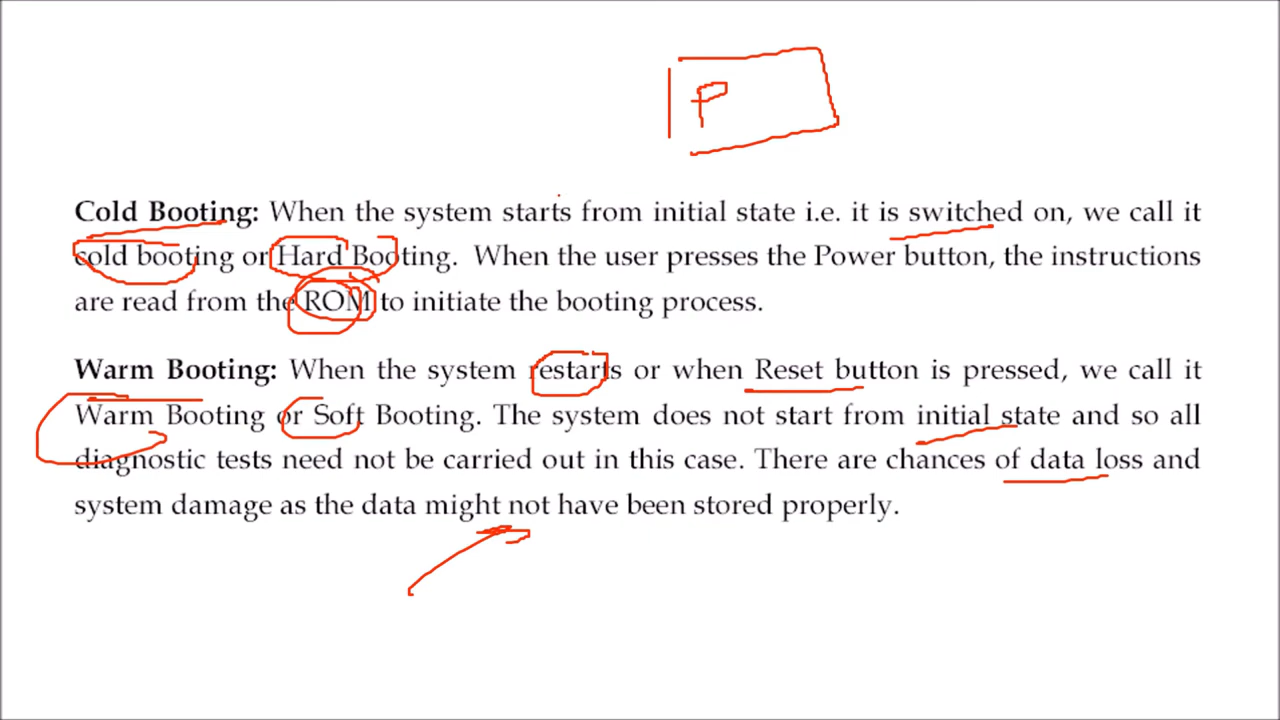 P
Cold Booting: When the system starts from initial state i.e. it is switched on, we call it
cold booting or Hard Booting. When the user presses the Power button, the instructions
are read from the ROM to initiate the booting process.
Warm Booting: When the system restarts or when Reset button is pressed, we call it
Warm Booting or Soft Booting. The system does not start from initial state and so all
diagnostic tests need not be carried out in this case. There are chances of data loss and
system damage as the data might not have been stored properly.